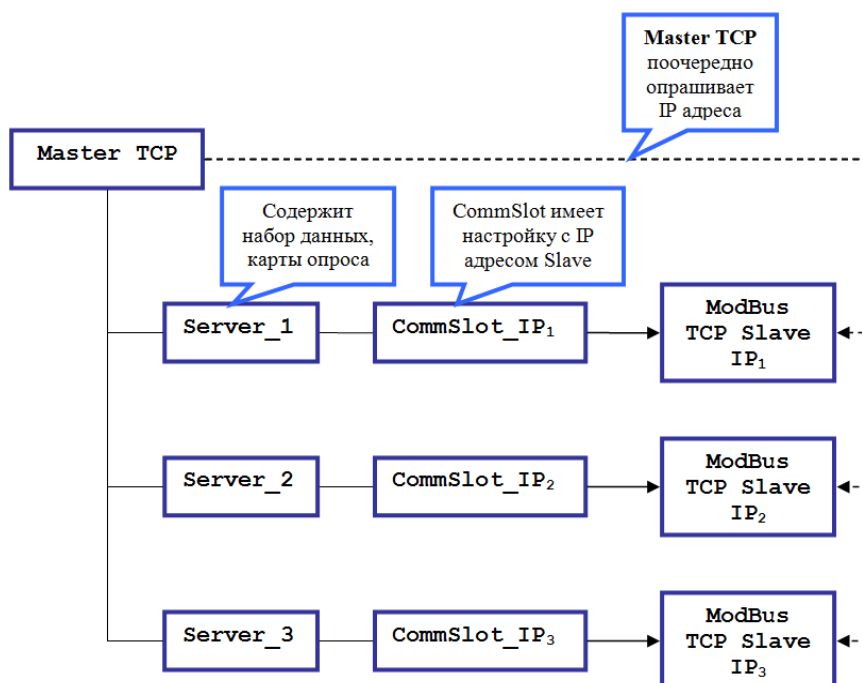 Master TCP
поочередно
опрашивает
IP адреса
Master TCP
Содержит
набор данных,
карты опроса
CommSlot имеет
настройку с IP
адресом Slave
Server_1
CommSlot_IP₁
ModBus
TCP Slave
IP₁
Server_2
CommSlot_IP₂
ModBus
TCP Slave
IP₂
Server_3
CommSlot_IP₃
ModBus
TCP Slave
IP₃